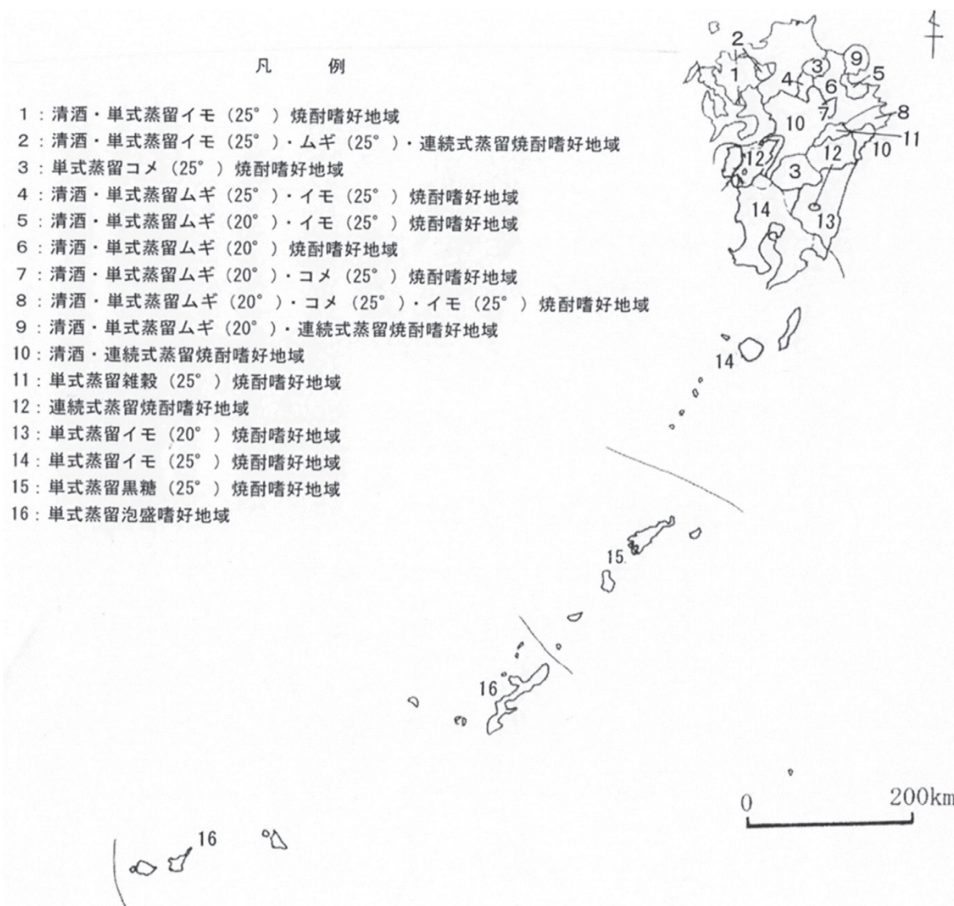 凡 例
1：清酒・単式蒸留イモ（25°）焼酎嗜好地域
2：清酒・単式蒸留イモ（25°）・ムギ（25°）・連続式蒸留焼酎嗜好地域
3：単式蒸留コメ（25°）焼酎嗜好地域
4：清酒・単式蒸留ムギ（25°）・イモ（25°）焼酎嗜好地域
5：清酒・単式蒸留ムギ（20°）・イモ（25°）焼酎嗜好地域
6：清酒・単式蒸留ムギ（20°）焼酎嗜好地域
7：清酒・単式蒸留ムギ（20°）・コメ（25°）焼酎嗜好地域
8：清酒・単式蒸留ムギ（20°）・コメ（25°）・イモ（25°）焼酎嗜好地域
9：清酒・単式蒸留ムギ（20°）・連続式蒸留焼酎嗜好地域
10：清酒・連続式蒸留焼酎嗜好地域
11：単式蒸留雑穀（25°）焼酎嗜好地域
12：連続式蒸留焼酎嗜好地域
13：単式蒸留イモ（20°）焼酎嗜好地域
14：単式蒸留イモ（25°）焼酎嗜好地域
15：単式蒸留黒糖（25°）焼酎嗜好地域
16：単式蒸留泡盛嗜好地域
2
9
3
1
4
5
6
7
8
10
11
10
12
12
3
14
13
14
15
16
16
0
200km